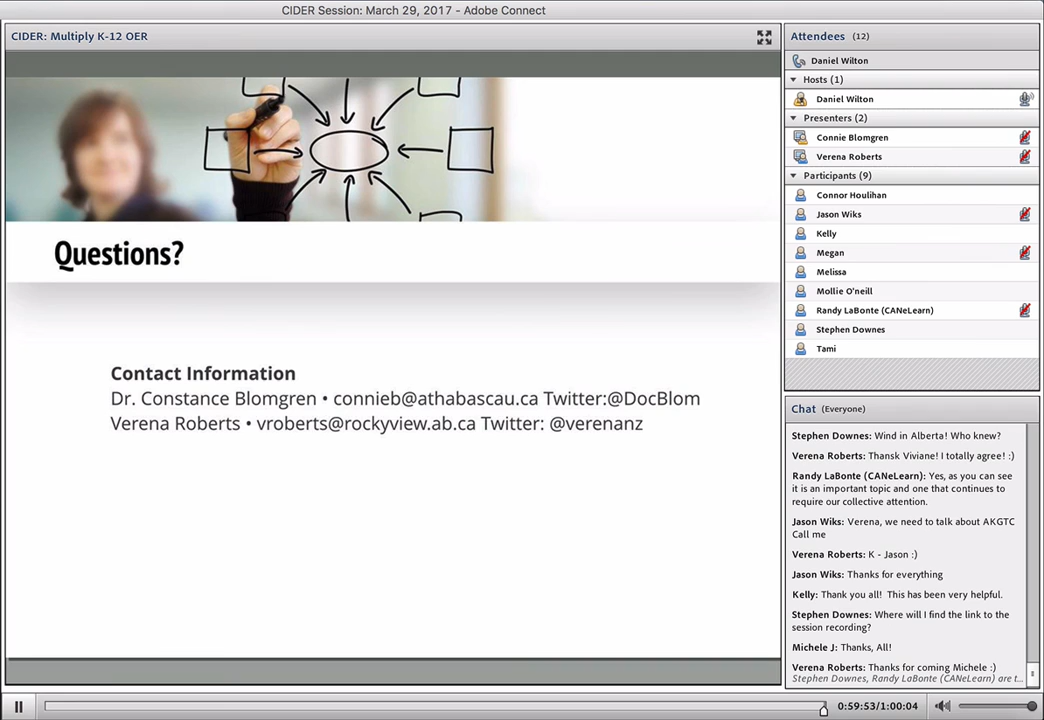 CIDER Session: March 29, 2017 - Adobe Connect
CIDER: Multiply K-12 OER
Questions?
Contact Information
Dr. Constance Blomgren • connieb@athabascau.ca Twitter:@DocBlom
Verena Roberts • vroberts@rockyview.ab.ca Twitter: @verenanz
Attendees (12)
Daniel Wilton
Hosts (1)
Daniel Wilton
Presenters (2)
Connie Blomgren
Verena Roberts
Participants (9)
Connor Houlihan
Jason Wiks
Kelly
Megan
Melissa
Mollie O'neill
Randy LaBonte (CANeLearn)
Stephen Downes
Tami
Chat (Everyone)
Stephen Downes: Wind in Alberta! Who knew?
Verena Roberts: Thansk Viviane! I totally agree! :)
Randy LaBonte (CANeLearn): Yes, as you can see
it is an important topic and one that continues to
require our collective attention.
Jason Wiks: Verena, we need to talk about AKGTC
Call me
Verena Roberts: K - Jason :)
Jason Wiks: Thanks for everything
Kelly: Thank you all! This has been very helpful.
Stephen Downes: Where will I find the link to the
session recording?
Michele J: Thanks, All!
Verena Roberts: Thanks for coming Michele :)
Stephen Downes, Randy LaBonte (CANeLearn) are t...
0:59:53/1:00:04